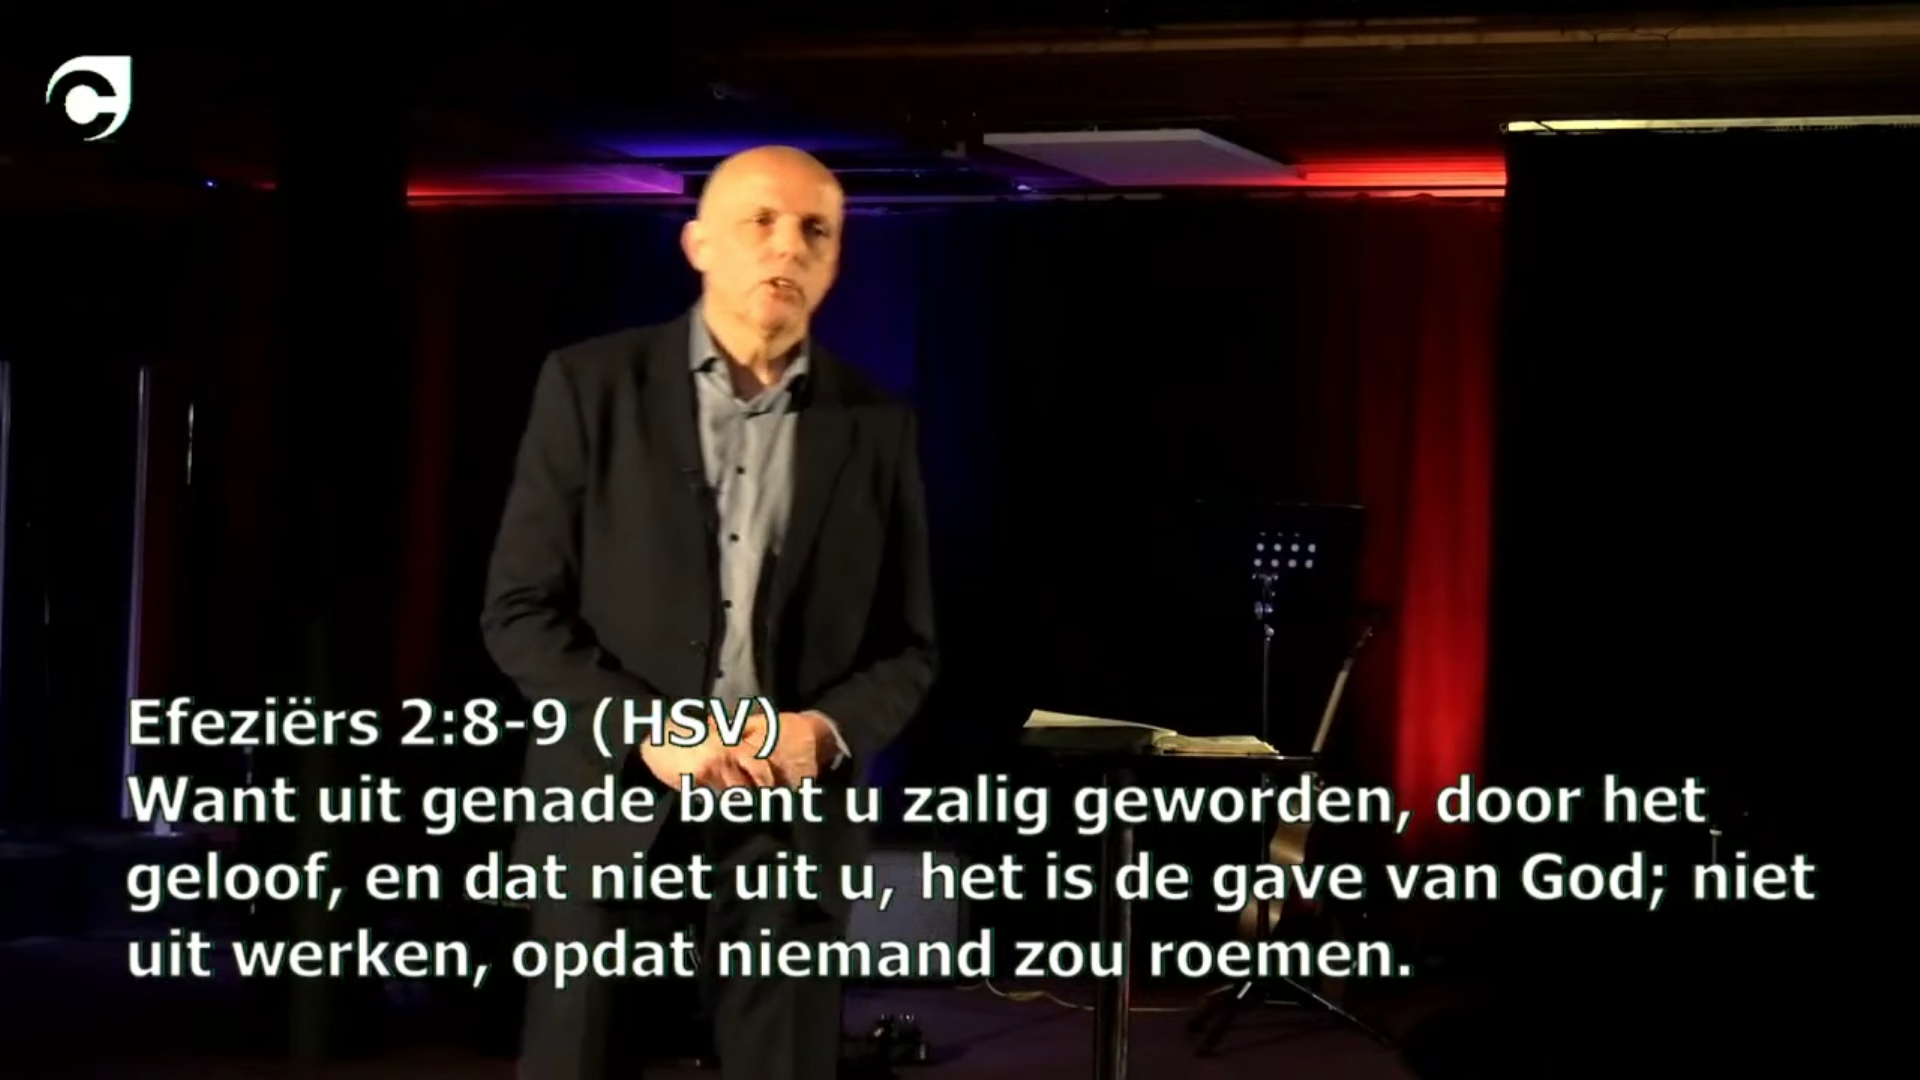 Efeziërs 2:8-9 (HSV)
Want uit genade bent u zalig geworden, door het
geloof, en dat niet uit u, het is de gave van God; niet
uit werken, opdat niemand zou roemen.